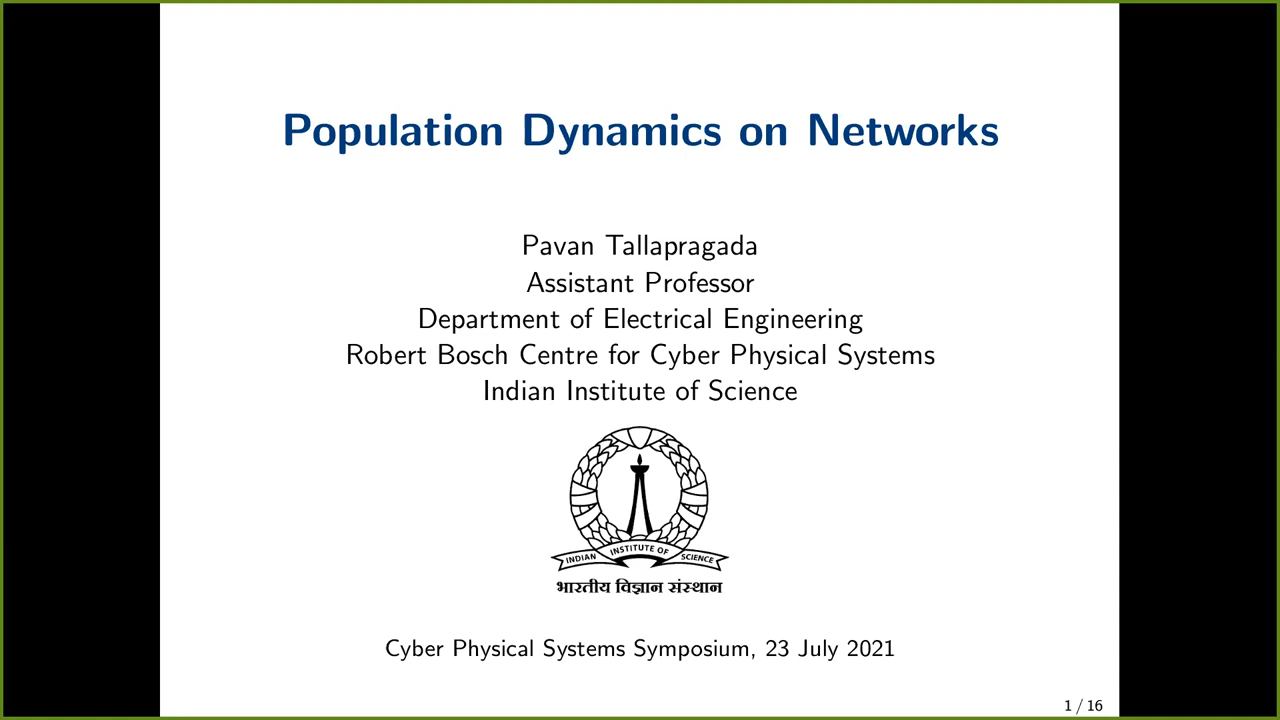 Population Dynamics on Networks
Pavan Tallapragada
Assistant Professor
Department of Electrical Engineering
Robert Bosch Centre for Cyber Physical Systems
Indian Institute of Science
INDIAN INSTITUTE OF SCIENCE
भारतीय विज्ञान संस्थान
Cyber Physical Systems Symposium, 23 July 2021
1 / 16